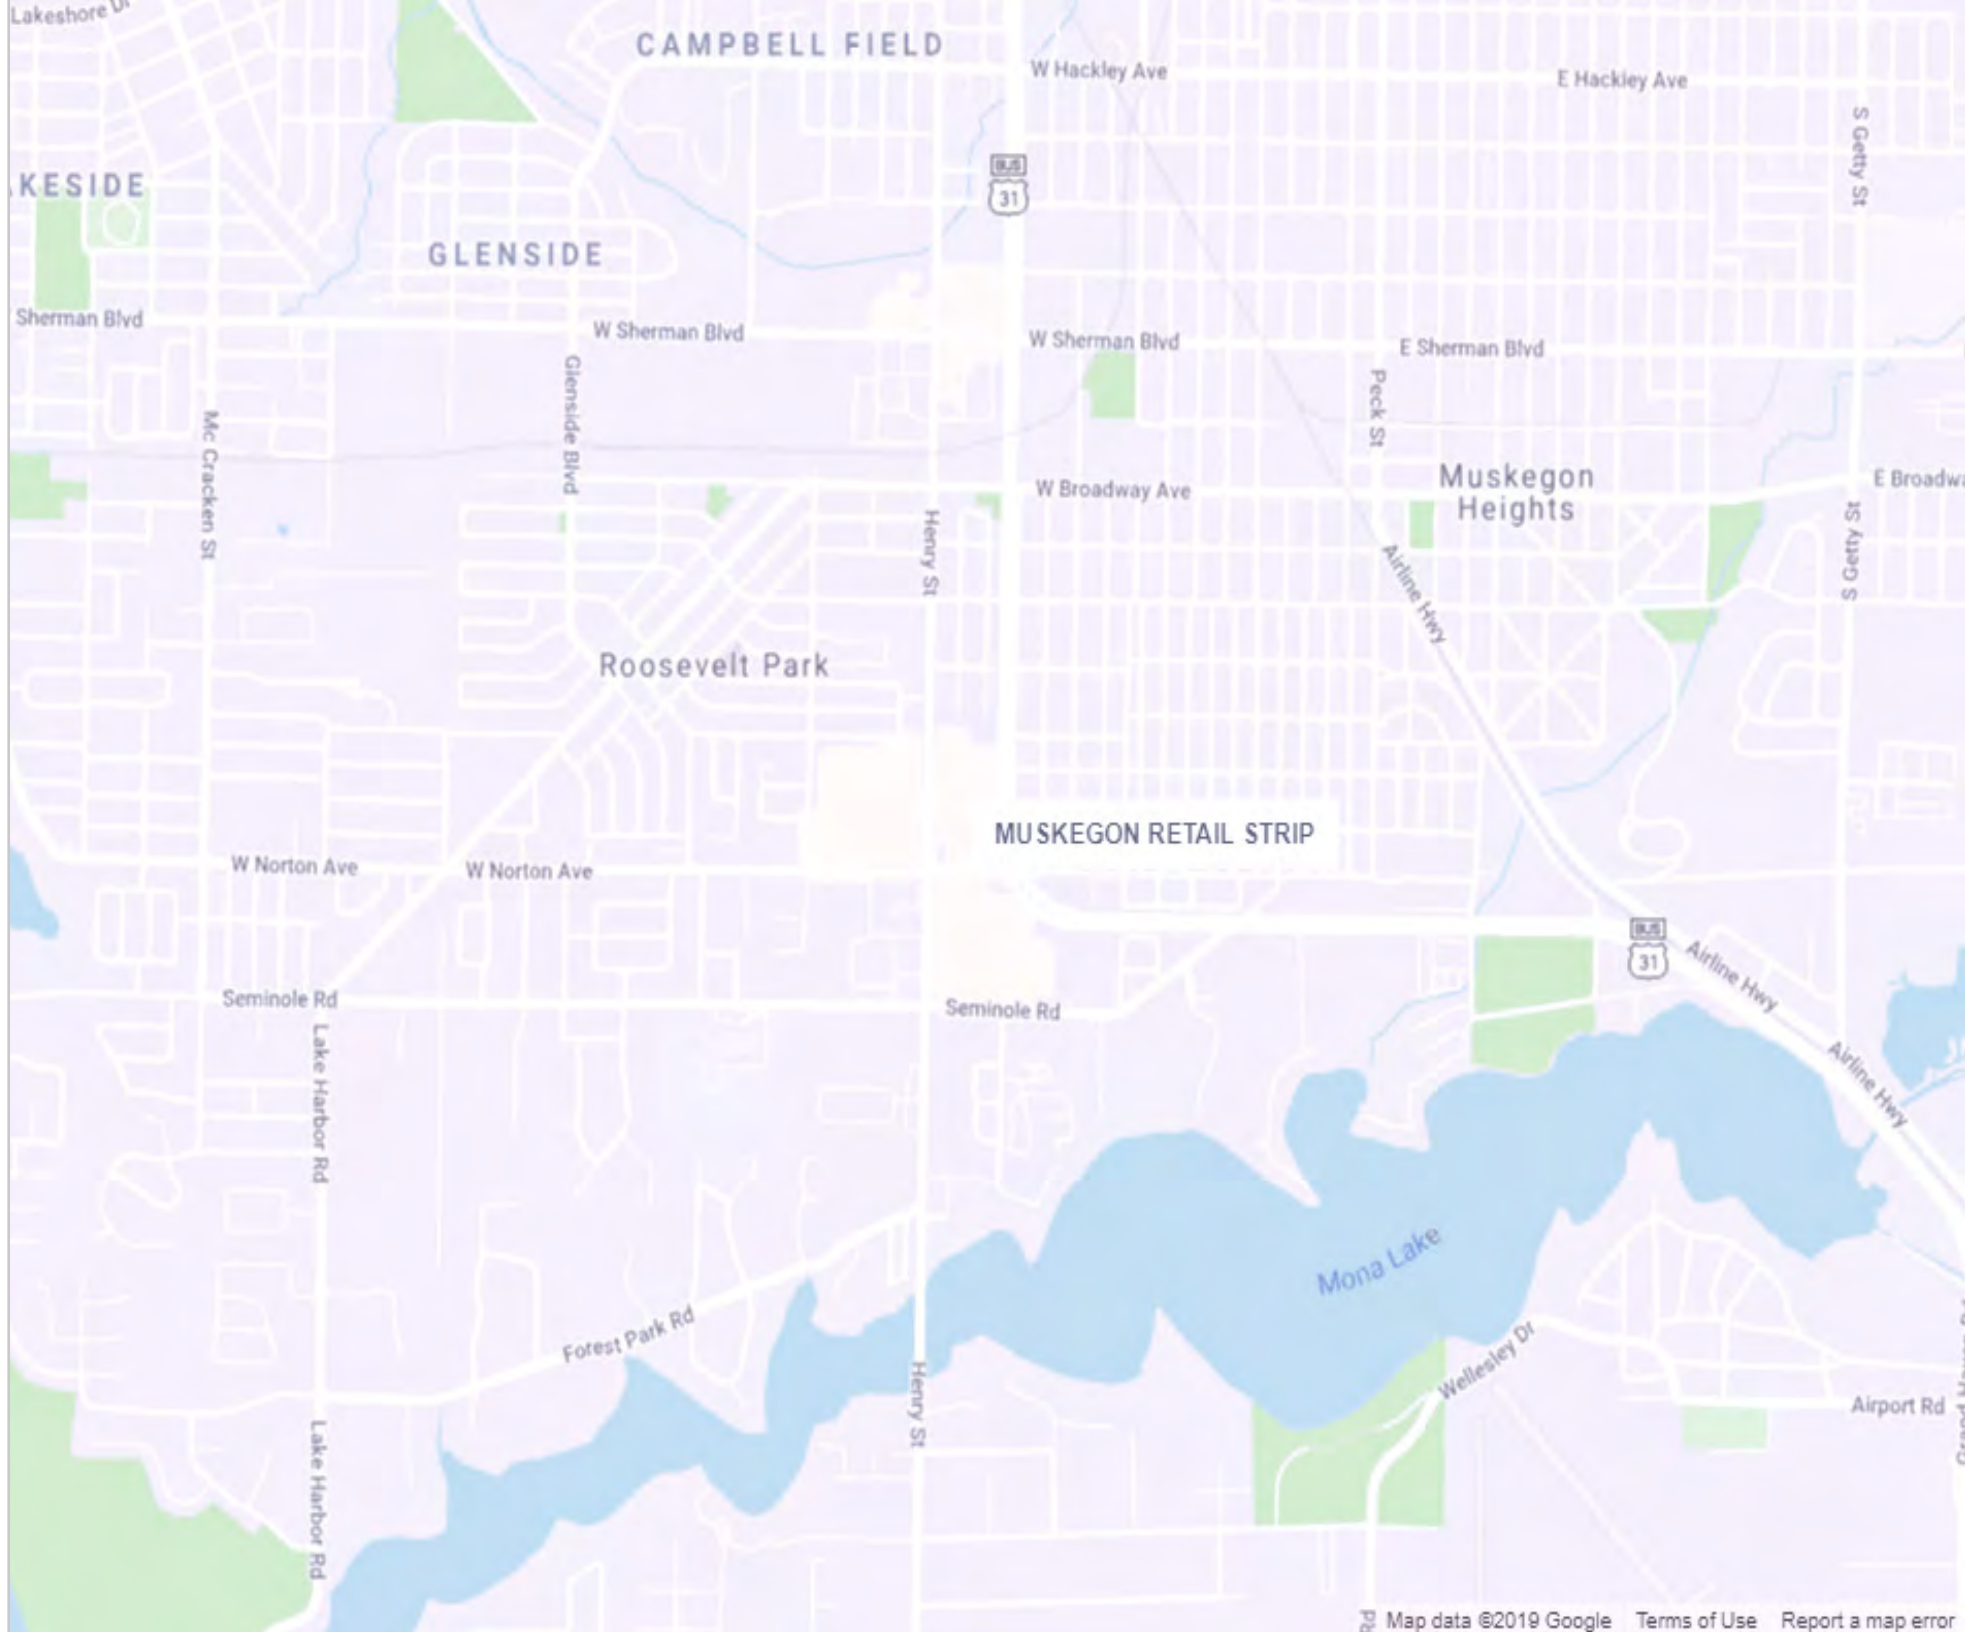 Lakeshore Dr
CAMPBELL FIELD
W Hackley Ave
E Hackley Ave
S Getty St
BUS
31
KESIDE
GLENSIDE
Sherman Blvd
W Sherman Blvd
W Sherman Blvd
E Sherman Blvd
Glenside Blvd
Peck St
Mc Cracken St
Muskegon
Heights
W Broadway Ave
E Broadwa
Henry St
S Getty St
Airline Hwy
Roosevelt Park
MUSKEGON RETAIL STRIP
W Norton Ave
W Norton Ave
BUS
31
Airline Hwy
Seminole Rd
Seminole Rd
Lake Harbor Rd
Airline Hwy
Mona Lake
Forest Park Rd
Wellesley Dr
Henry St
Airport Rd
Lake Harbor Rd
Map data ©2019 Google Terms of Use Report a map error